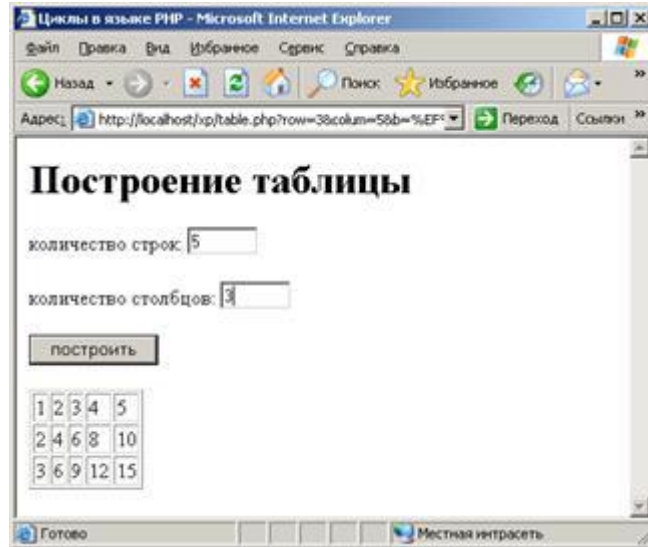 Циклы в языке PHP - Microsoft Internet Explorer
Файл Правка Вид Избранное Сервис Справка
Назад Поиск Избранное »
Адрес: http://localhost/xp/table.php?row=3&colum=5&b=%EF Переход Ссылки »
Построение таблицы
количество строк: 5
количество столбцов: 3
построить
1 2 3 4 5
2 4 6 8 10
3 6 9 12 15
Готово Местная интрасеть